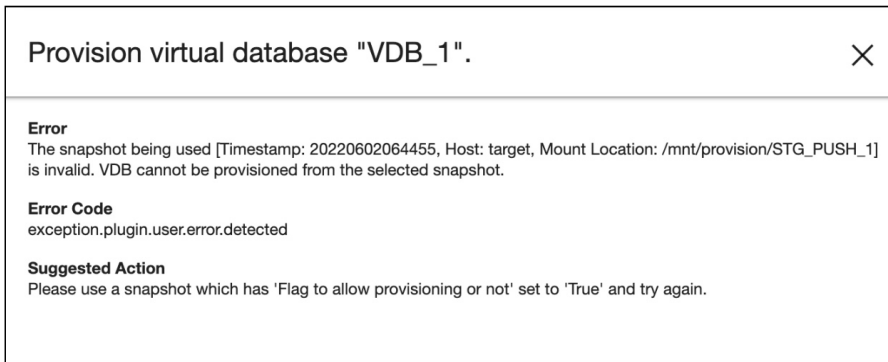 Provision virtual database "VDB_1".
Error
The snapshot being used [Timestamp: 20220602064455, Host: target, Mount Location: /mnt/provision/STG_PUSH_1]
is invalid. VDB cannot be provisioned from the selected snapshot.
Error Code
exception.plugin.user.error.detected
Suggested Action
Please use a snapshot which has 'Flag to allow provisioning or not' set to 'True' and try again.